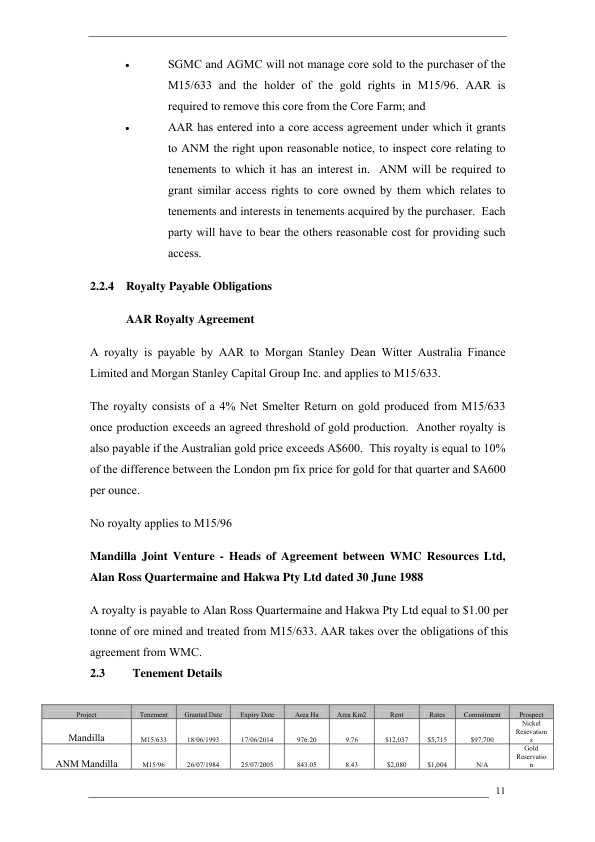 • SGMC and AGMC will not manage core sold to the purchaser of the
M15/633 and the holder of the gold rights in M15/96. AAR is
required to remove this core from the Core Farm; and
• AAR has entered into a core access agreement under which it grants
to ANM the right upon reasonable notice, to inspect core relating to
tenements to which it has an interest in.  ANM will be required to
grant similar access rights to core owned by them which relates to
tenements and interests in tenements acquired by the purchaser.  Each
party will have to bear the others reasonable cost for providing such
access.
2.2.4 Royalty Payable Obligations
AAR Royalty Agreement
A royalty is payable by AAR to Morgan Stanley Dean Witter Australia Finance
Limited and Morgan Stanley Capital Group Inc. and applies to M15/633.
The royalty consists of a 4% Net Smelter Return on gold produced from M15/633
once production exceeds an agreed threshold of gold production.  Another royalty is
also payable if the Australian gold price exceeds A$600.  This royalty is equal to 10%
of the difference between the London pm fix price for gold for that quarter and $A600
per ounce.
No royalty applies to M15/96
Mandilla Joint Venture - Heads of Agreement between WMC Resources Ltd,
Alan Ross Quartermaine and Hakwa Pty Ltd dated 30 June 1988
A royalty is payable to Alan Ross Quartermaine and Hakwa Pty Ltd equal to $1.00 per
tonne of ore mined and treated from M15/633. AAR takes over the obligations of this
agreement from WMC.
2.3 Tenement Details
Project Tenement Granted Date Expiry Date Area Ha Area Km2 Rent Rates Commitment Prospect
Nickel
Resevation
Mandilla M15/633 18/06/1993 17/06/2014 976.20 9.76 $12,037 $5,715 $97,700 s
Gold
Reservatio
ANM Mandilla M15/96 26/07/1984 25/07/2005 843.05 8.43 $2,080 $1,004 N/A n
11